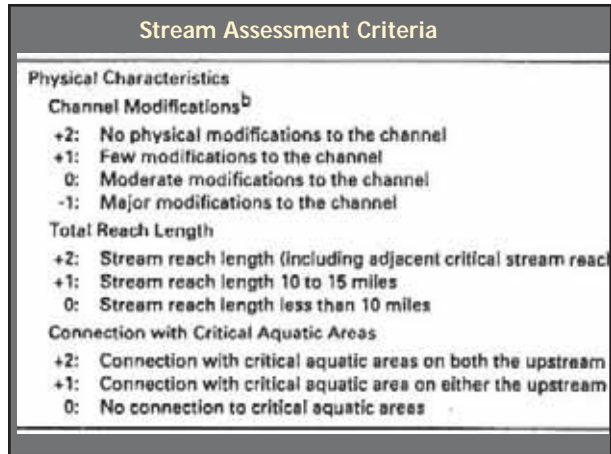 Stream Assessment Criteria
Physical Characteristics
Channel Modificationsb
+2: No physical modifications to the channel
+1: Few modifications to the channel
0: Moderate modifications to the channel
-1: Major modifications to the channel
Total Reach Length
+2: Stream reach length (including adjacent critical stream reac
+1: Stream reach length 10 to 15 miles
0: Stream reach length less than 10 miles
Connection with Critical Aquatic Areas
+2: Connection with critical aquatic areas on both the upstream
+1: Connection with critical aquatic area on either the upstream
0: No connection to critical aquatic areas